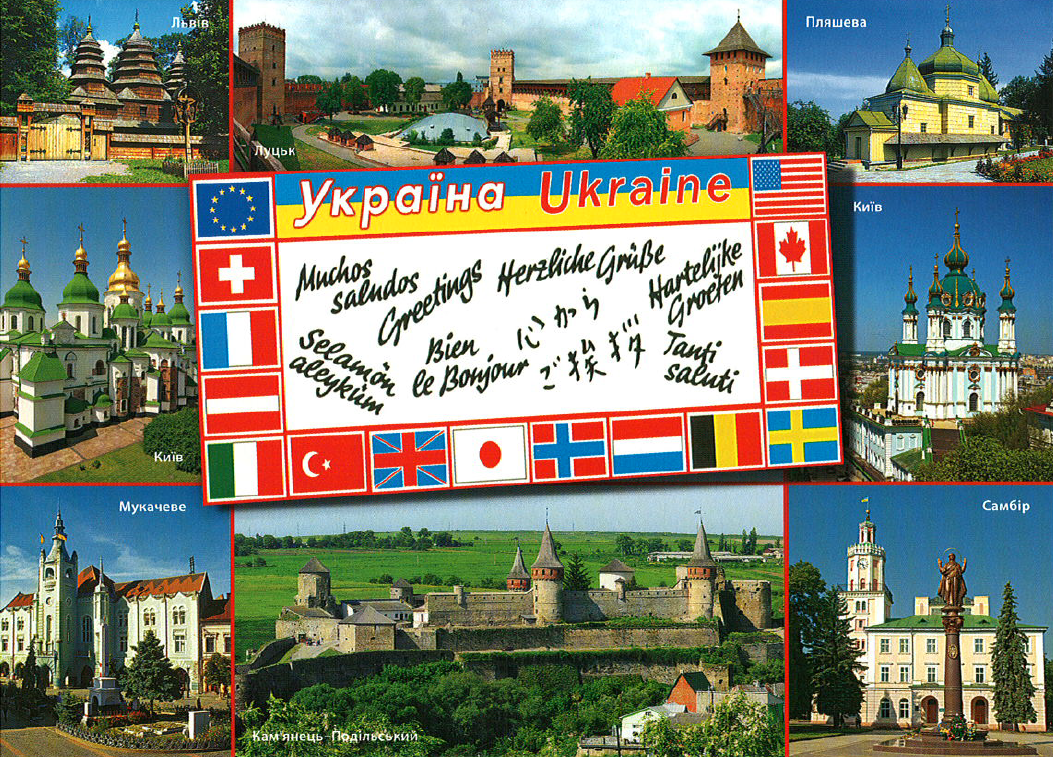 Львів
Луцьк
Пляшева
Україна Ukraine
Київ
Muchos
saludos
Greetings
Herzliche Grüße
Hartelijke
Groeten
Selamón
aleyküm
Bien
le Bonjour
心から
ご挨拶
Tanti
saluti
Київ
Мукачеве
Кам'янець-Подільський
Самбір